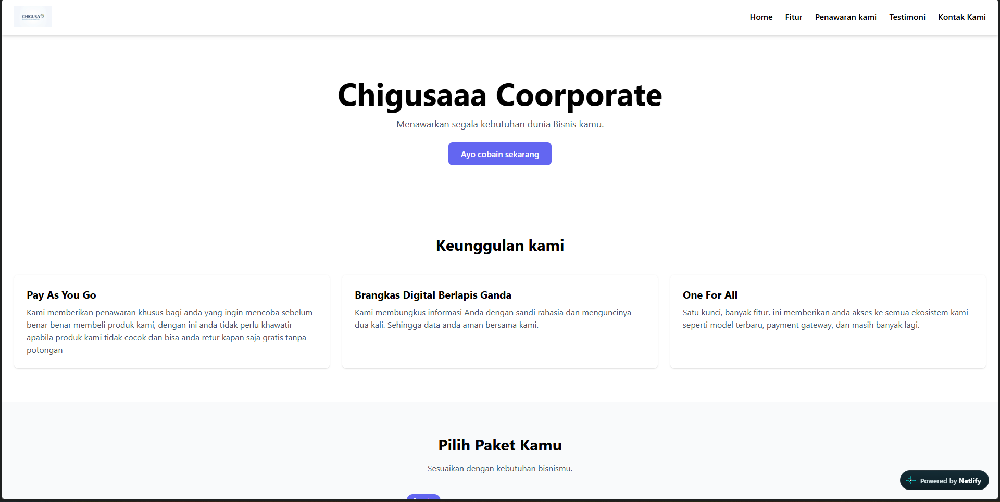 CHIGUSA
Home
Fitur
Penawaran kami
Testimoni
Kontak Kami
Chigusaaa Coorporate
Menawarkan segala kebutuhan dunia Bisnis kamu.
Ayo cobain sekarang
Keunggulan kami
Pay As You Go
Kami memberikan penawaran khusus bagi anda yang ingin mencoba sebelum
benar benar membeli produk kami, dengan ini anda tidak perlu khawatir
apabila produk kami tidak cocok dan bisa anda retur kapan saja gratis tanpa
potongan
Brangkas Digital Berlapis Ganda
Kami membungkus informasi Anda dengan sandi rahasia dan menguncinya
dua kali. Sehingga data anda aman bersama kami.
One For All
Satu kunci, banyak fitur. ini memberikan anda akses ke semua ekosistem kami
seperti model terbaru, payment gateway, dan masih banyak lagi.
Pilih Paket Kamu
Sesuaikan dengan kebutuhan bisnismu.
Powered by Netlify